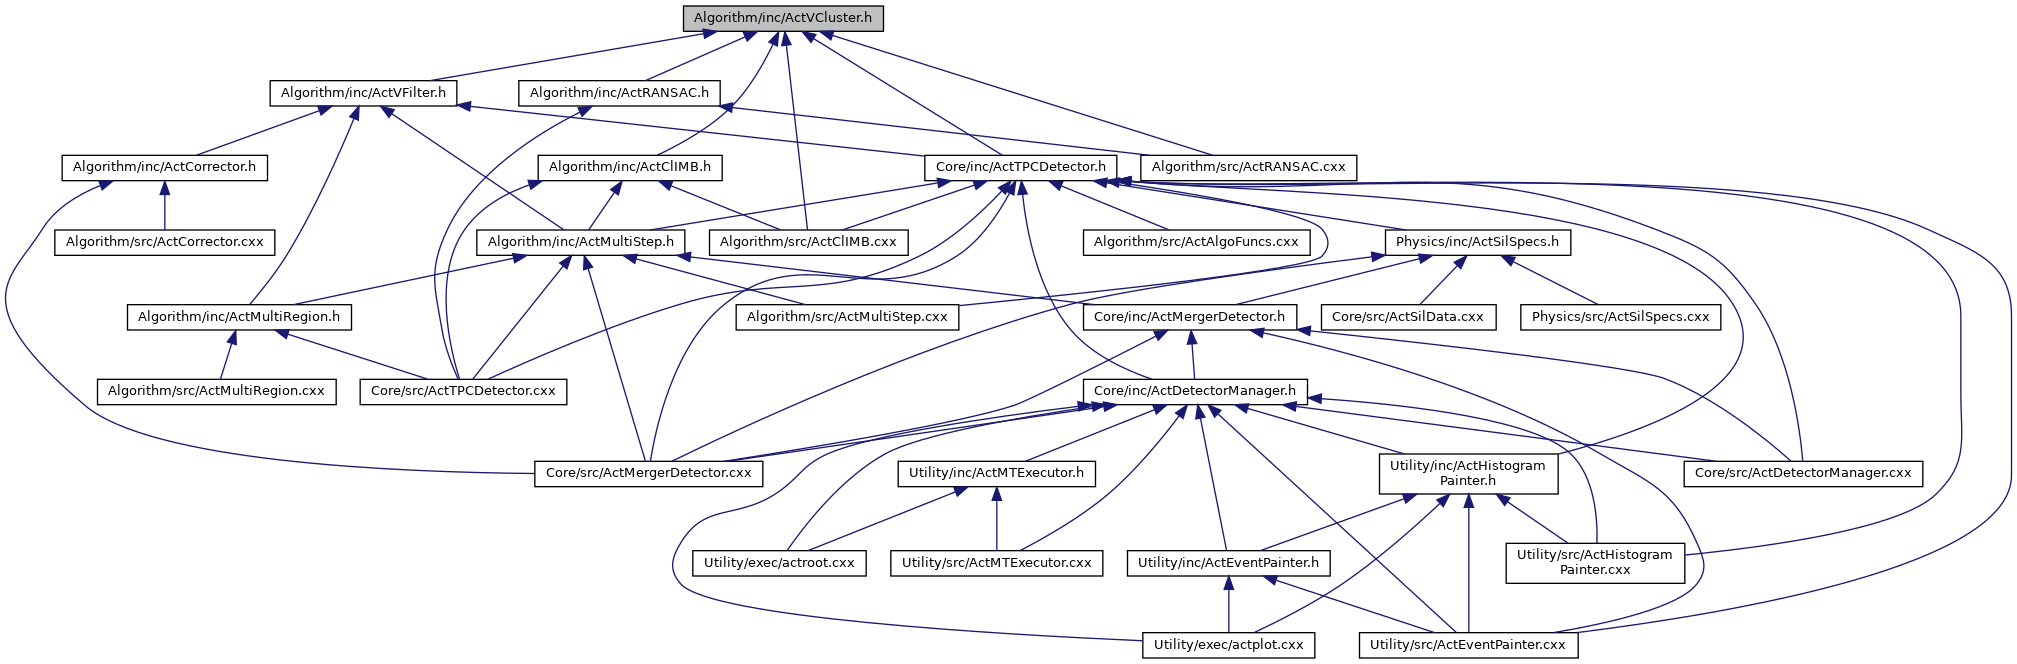 Algorithm/inc/ActVCluster.h
Algorithm/inc/ActVFilter.h
Algorithm/inc/ActRANSAC.h
Algorithm/inc/ActCorrector.h
Algorithm/inc/ActClIMB.h
Core/inc/ActTPCDetector.h
Algorithm/src/ActRANSAC.cxx
Algorithm/src/ActCorrector.cxx
Algorithm/inc/ActMultiStep.h
Algorithm/src/ActClIMB.cxx
Algorithm/src/ActAlgoFuncs.cxx
Physics/inc/ActSilSpecs.h
Algorithm/inc/ActMultiRegion.h
Algorithm/src/ActMultiStep.cxx
Core/inc/ActMergerDetector.h
Core/src/ActSilData.cxx
Physics/src/ActSilSpecs.cxx
Algorithm/src/ActMultiRegion.cxx
Core/src/ActTPCDetector.cxx
Core/inc/ActDetectorManager.h
Core/src/ActMergerDetector.cxx
Utility/inc/ActMTExecutor.h
Utility/inc/ActHistogram
Painter.h
Core/src/ActDetectorManager.cxx
Utility/exec/actroot.cxx
Utility/src/ActMTExecutor.cxx
Utility/inc/ActEventPainter.h
Utility/src/ActHistogram
Painter.cxx
Utility/exec/actplot.cxx
Utility/src/ActEventPainter.cxx